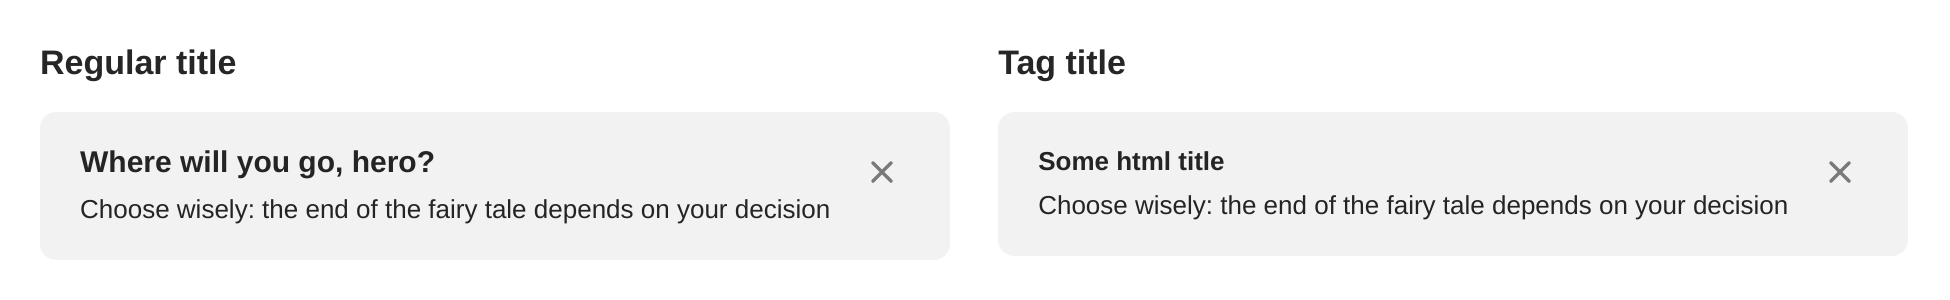 Regular title
Where will you go, hero?
Choose wisely: the end of the fairy tale depends on your decision
Tag title
Some html title
Choose wisely: the end of the fairy tale depends on your decision